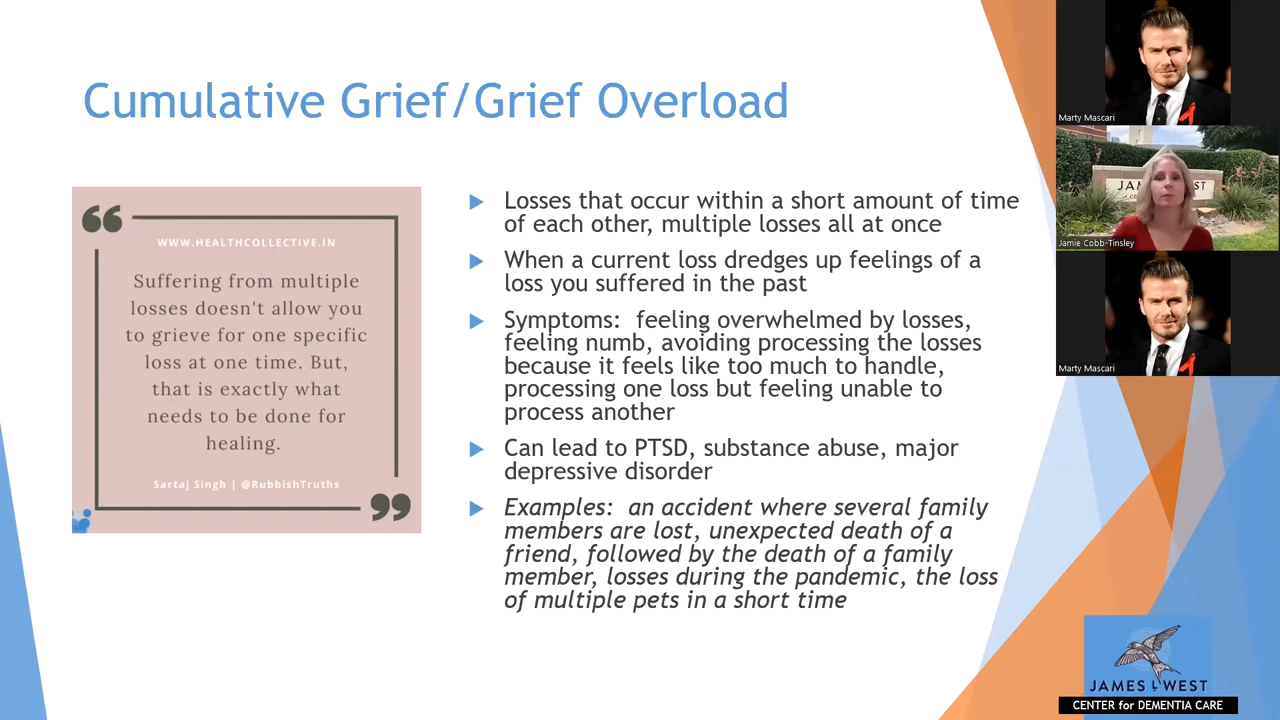 Cumulative Grief/Grief Overload
WWW.HEALTHCOLLECTIVE.IN
Suffering from multiple
losses doesn't allow you
to grieve for one specific
loss at one time. But,
that is exactly what
needs to be done for
healing.
Sartaj Singh | @RubbishTruths
Losses that occur within a short amount of time
of each other, multiple losses all at once
When a current loss dredges up feelings of a
loss you suffered in the past
Symptoms: feeling overwhelmed by losses,
feeling numb, avoiding processing the losses
because it feels like too much to handle,
processing one loss but feeling unable to
process another
Can lead to PTSD, substance abuse, major
depressive disorder
Examples: an accident where several family
members are lost, unexpected death of a
friend, followed by the death of a family
member, losses during the pandemic, the loss
of multiple pets in a short time
Marty Mascari
Jamie Cobb-Tinsley
Marty Mascari
JAMES L WEST
CENTER for DEMENTIA CARE